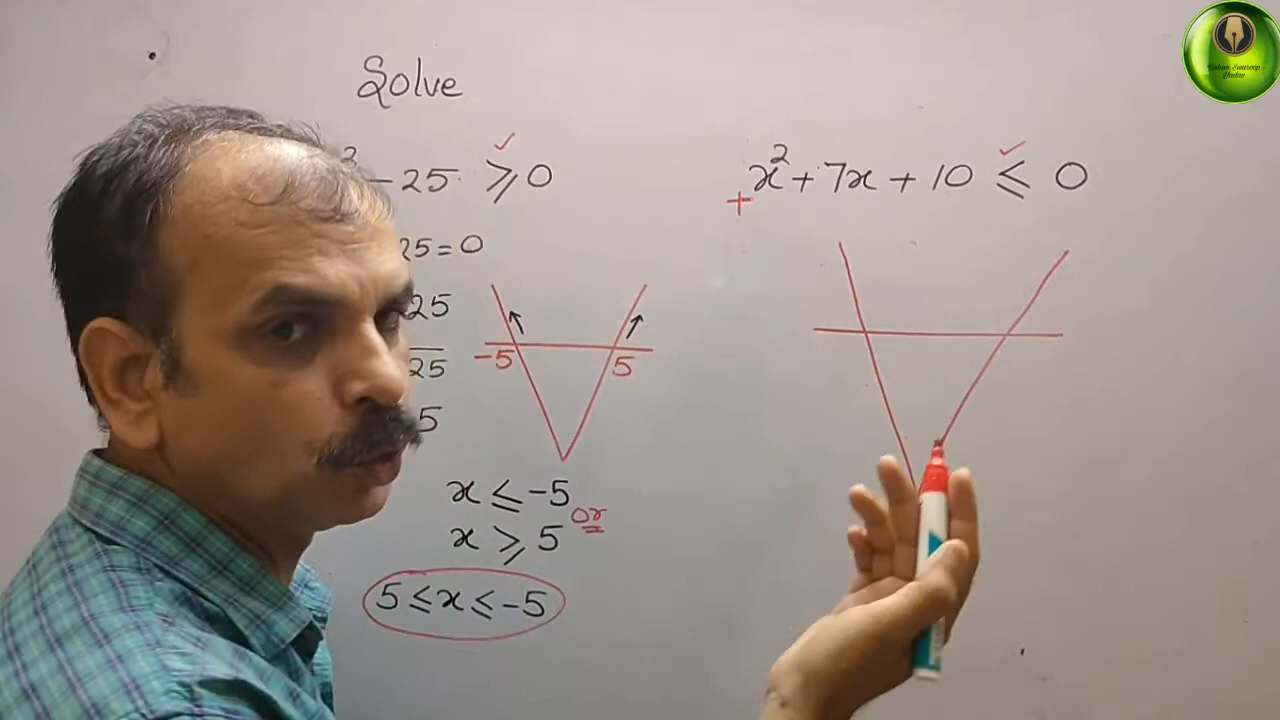 Solve
² - 25 ⩾ 0
25 = 0
25
25
5
-5 5
x ≤ -5
or
x ⩾ 5
5 ≤ x ≤ -5
+x² + 7x + 10 ≤ 0